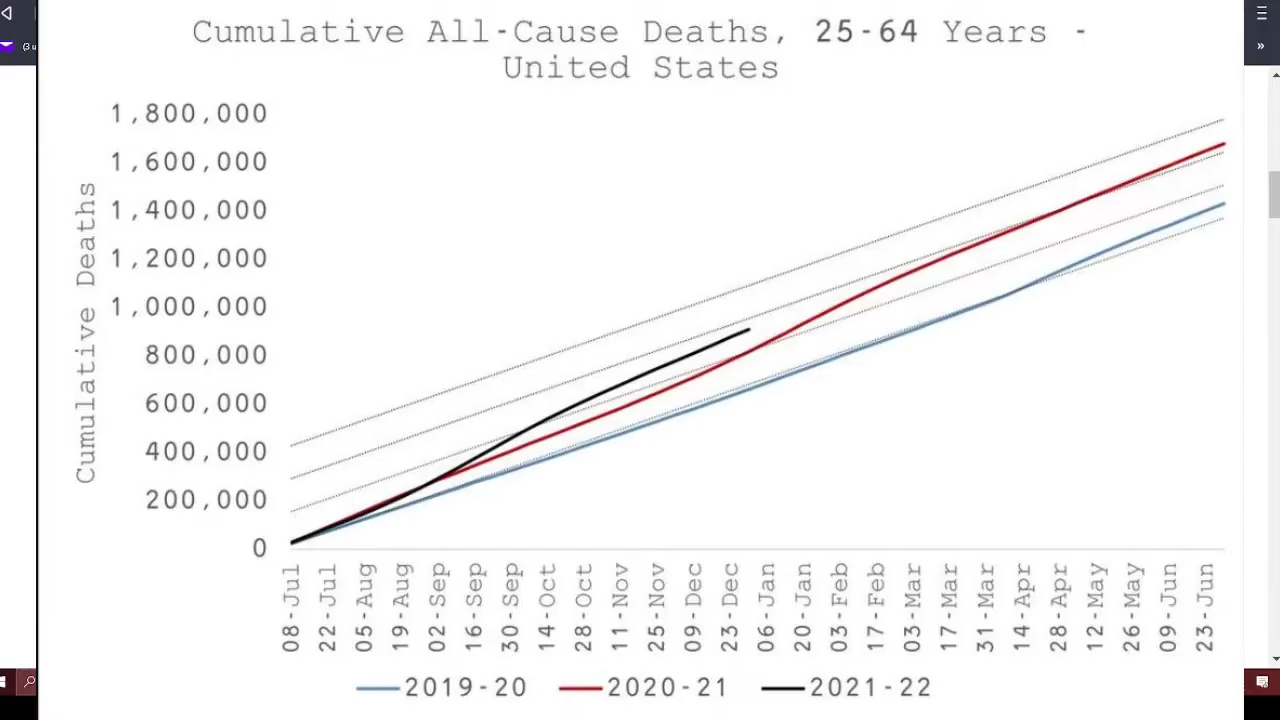 Cumulative All-Cause Deaths, 25-64 Years -
United States
Cumulative Deaths
1,800,000
1,600,000
1,400,000
1,200,000
1,000,000
800,000
600,000
400,000
200,000
0
08-Jul
22-Jul
05-Aug
19-Aug
02-Sep
16-Sep
30-Sep
14-Oct
28-Oct
11-Nov
25-Nov
09-Dec
23-Dec
06-Jan
20-Jan
03-Feb
17-Feb
03-Mar
17-Mar
31-Mar
14-Apr
28-Apr
12-May
26-May
09-Jun
23-Jun
2019-20
2020-21
2021-22